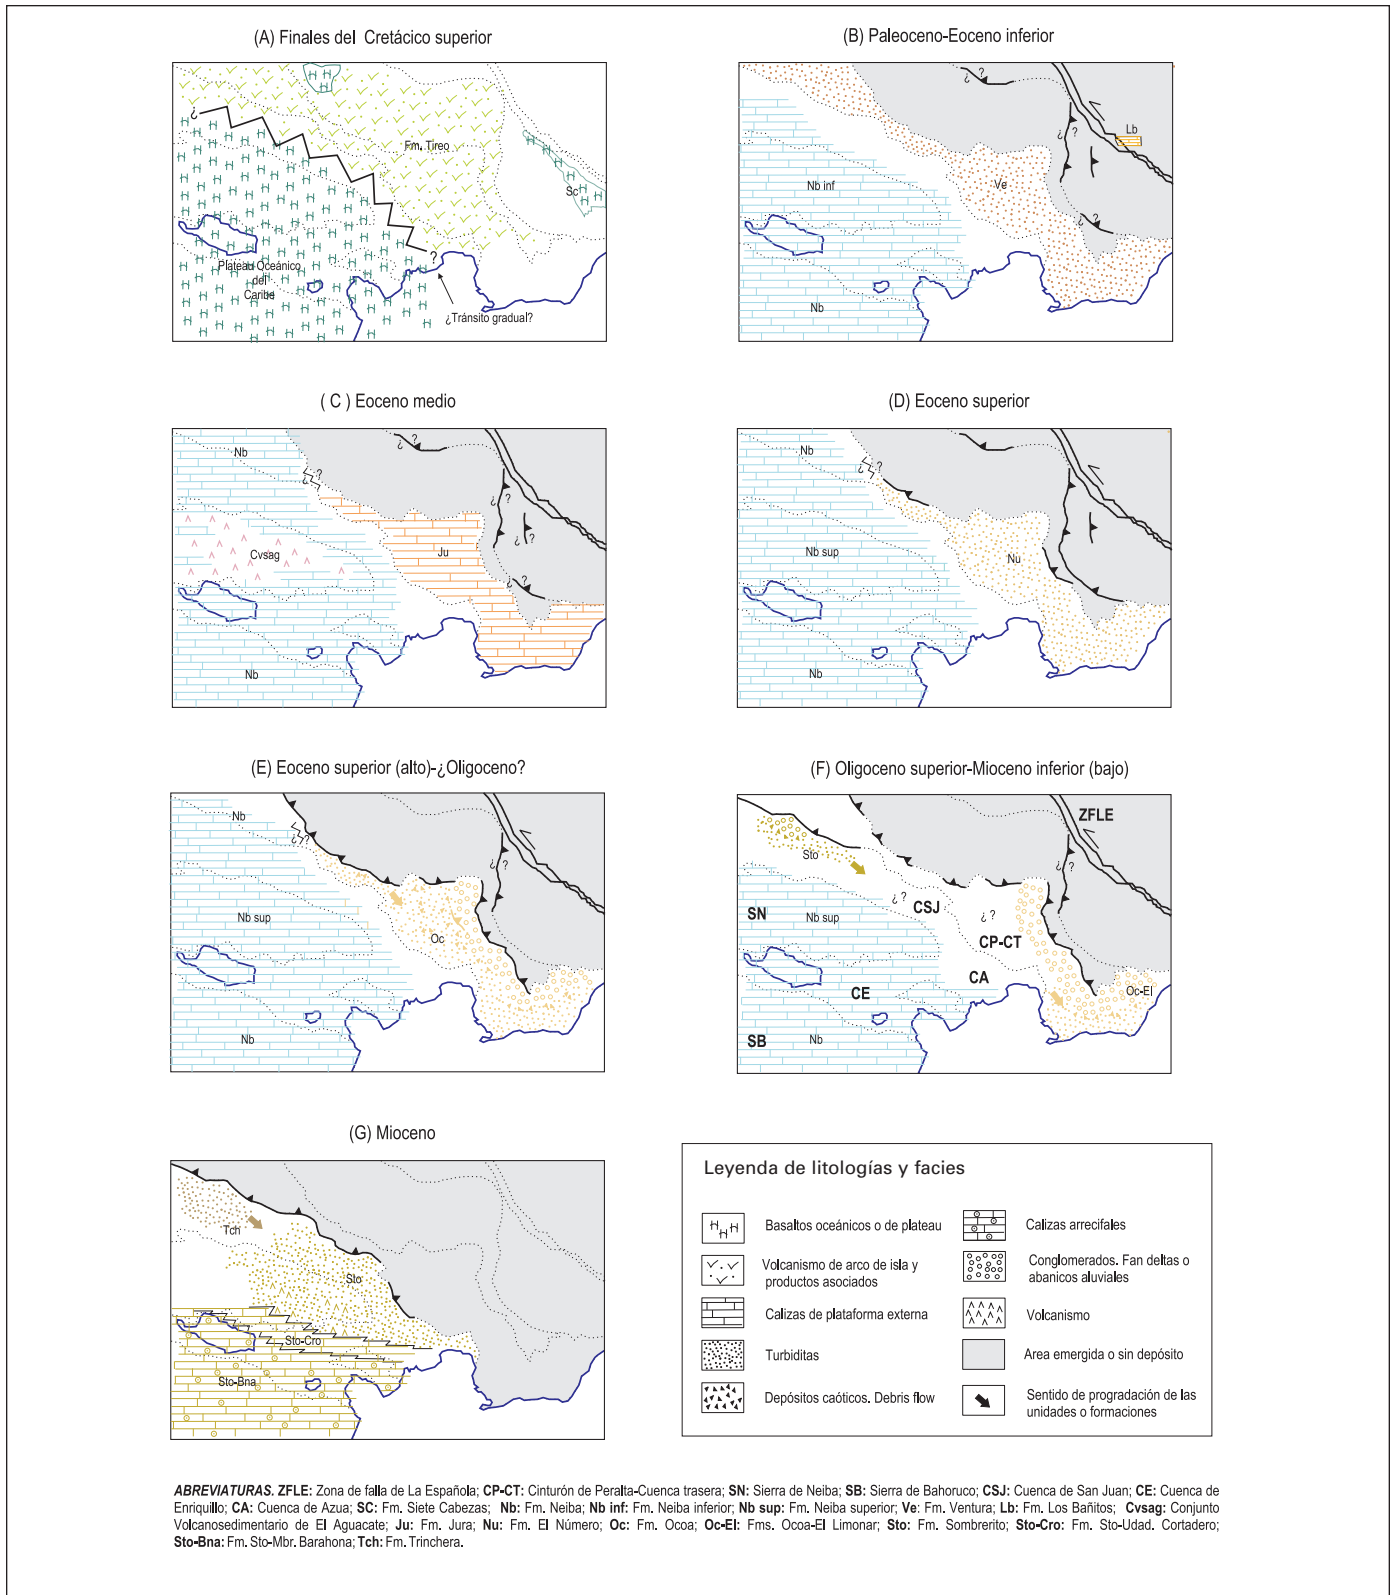 (A) Finales del Cretácico superior
¿
Fm. Tireo
Sc
Plateau Oceánico
del
Caribe
?
¿Tránsito gradual?
(B) Paleoceno-Eoceno inferior
¿ ?
¿ ?
Lb
Nb inf
Ve
¿ ?
Nb
( C ) Eoceno medio
Nb
¿ ?
¿ ?
¿ ?
¿ ?
Cvsag
Ju
¿ ?
Nb
(D) Eoceno superior
Nb
¿ ?
¿ ?
¿ ?
Nb sup
Nu
Nb
(E) Eoceno superior (alto)-¿Oligoceno?
Nb
¿ ?
¿ ?
Nb sup
Oc
Nb
(F) Oligoceno superior-Mioceno inferior (bajo)
ZFLE
Sto
¿ ?
¿ ?
CSJ
SN
Nb sup
¿ ?
CP-CT
CA
CE
Oc-El
SB
Nb
(G) Mioceno
Tch
Sto
Sto-Cro
Sto-Bna
Leyenda de litologías y facies
Basaltos oceánicos o de plateau
Volcanismo de arco de isla y
productos asociados
Calizas de plataforma externa
Turbiditas
Depósitos caóticos. Debris flow
Calizas arrecifales
Conglomerados. Fan deltas o
abanicos aluviales
Volcanismo
Area emergida o sin depósito
Sentido de progradación de las
unidades o formaciones
ABREVIATURAS. ZFLE: Zona de falla de La Española; CP-CT: Cinturón de Peralta-Cuenca trasera; SN: Sierra de Neiba; SB: Sierra de Bahoruco; CSJ: Cuenca de San Juan; CE: Cuenca de
Enriquillo; CA: Cuenca de Azua; SC: Fm. Siete Cabezas; Nb: Fm. Neiba; Nb inf: Fm. Neiba inferior; Nb sup: Fm. Neiba superior; Ve: Fm. Ventura; Lb: Fm. Los Bañitos; Cvsag: Conjunto
Volcanosedimentario de El Aguacate; Ju: Fm. Jura; Nu: Fm. El Número; Oc: Fm. Ocoa; Oc-El: Fms. Ocoa-El Limonar; Sto: Fm. Sombrerito; Sto-Cro: Fm. Sto-Udad. Cortadero;
Sto-Bna: Fm. Sto-Mbr. Barahona; Tch: Fm. Trinchera.